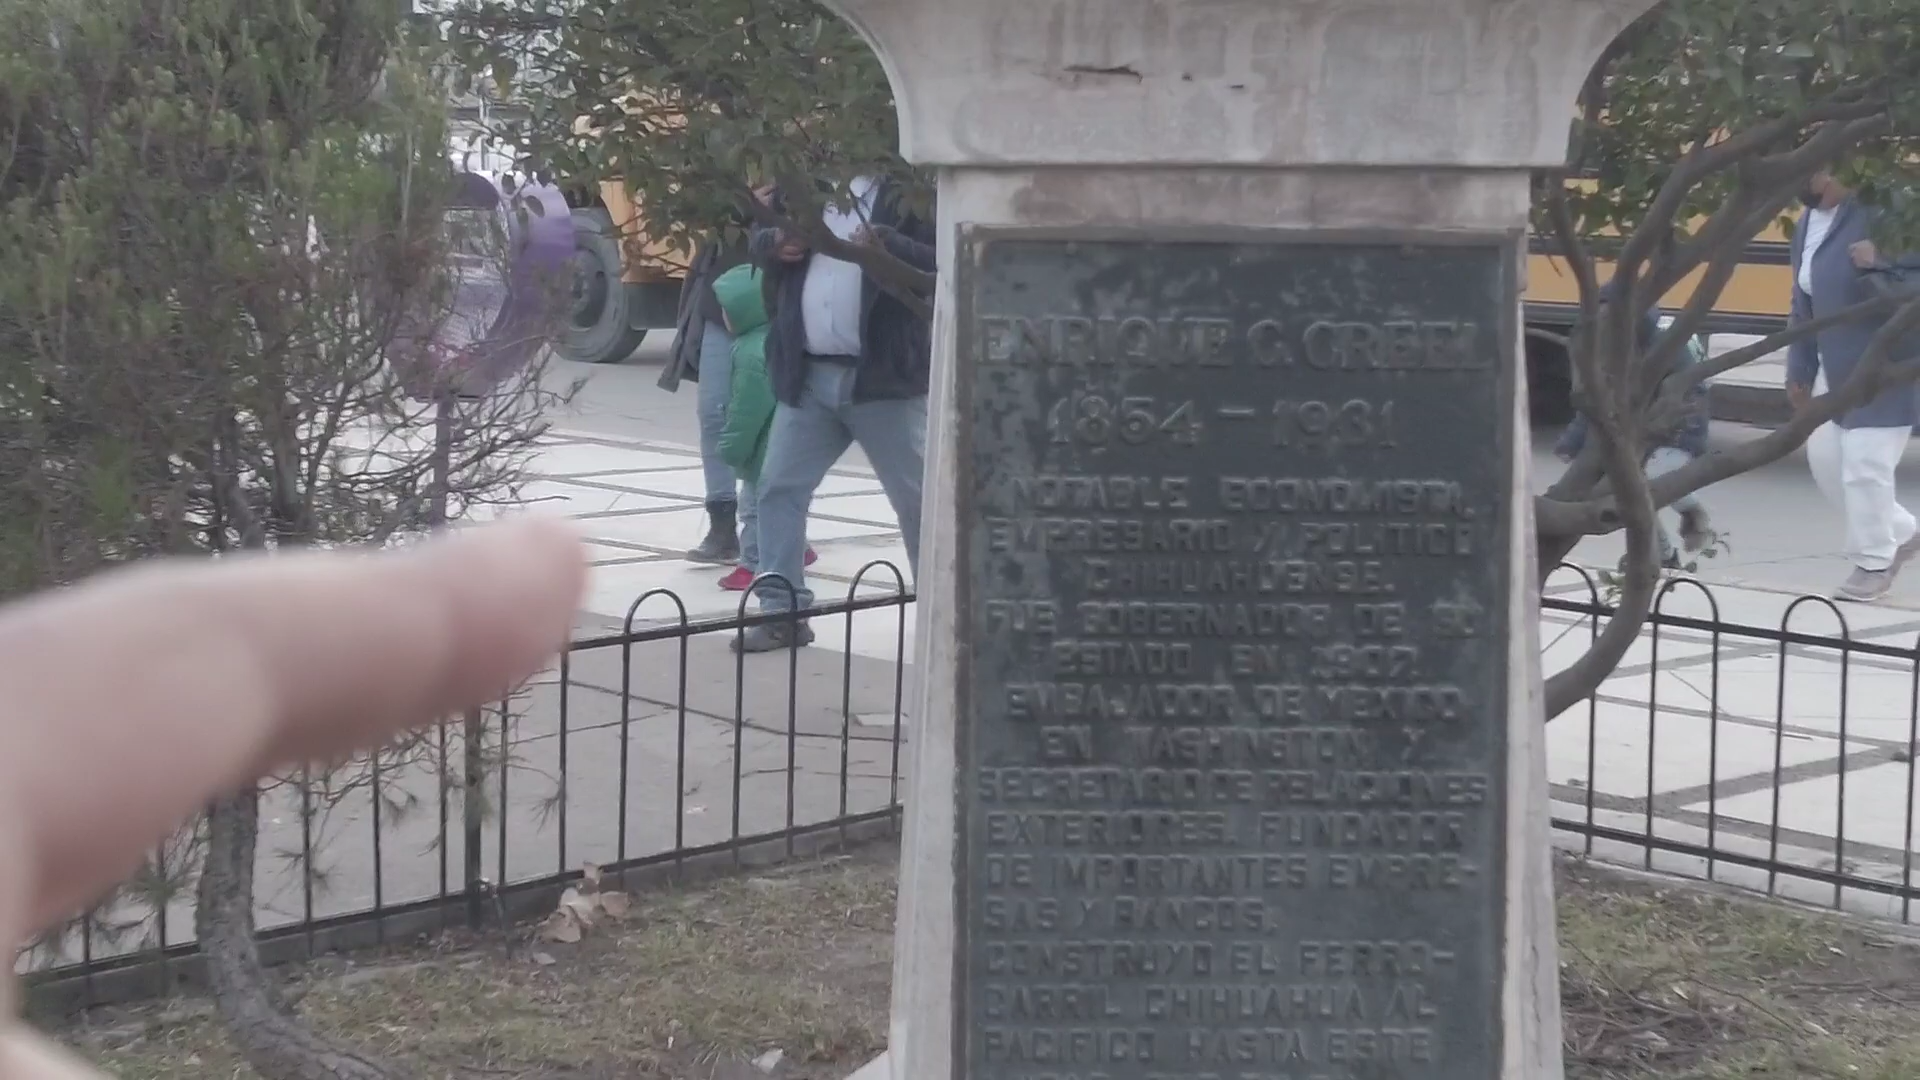 ENRIQUE C. CREEL
1854 - 1931
NOTABLE ECONOMISTA,
EMPRESARIO Y POLITICO
CHIHUAHUENSE.
FUE GOBERNADOR DE SU
ESTADO EN 1907.
EMBAJADOR DE MEXICO
EN WASHINGTON Y
SECRETARIO DE RELACIONES
EXTERIORES. FUNDADOR
DE IMPORTANTES EMPRE-
SAS Y BANCOS.
CONSTRUYO EL FERRO-
CARRIL CHIHUAHUA AL
PACIFICO HASTA ESTE